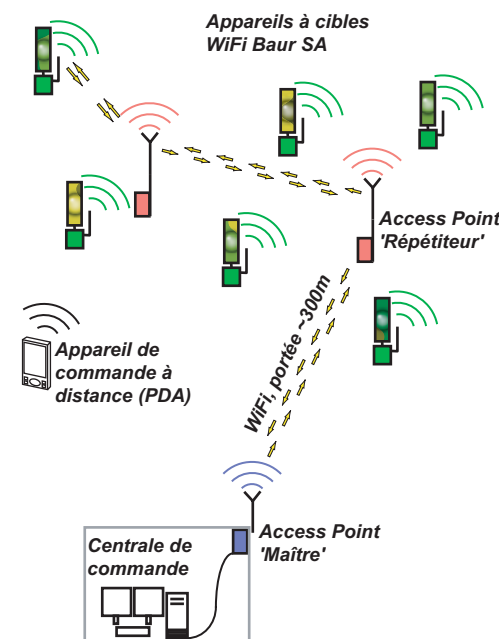 Appareils à cibles
WiFi Baur SA
Access Point
'Répétiteur'
WiFi, portée ~300m
Appareil de
commande à
distance (PDA)
Access Point
'Maître'
Centrale de
commande